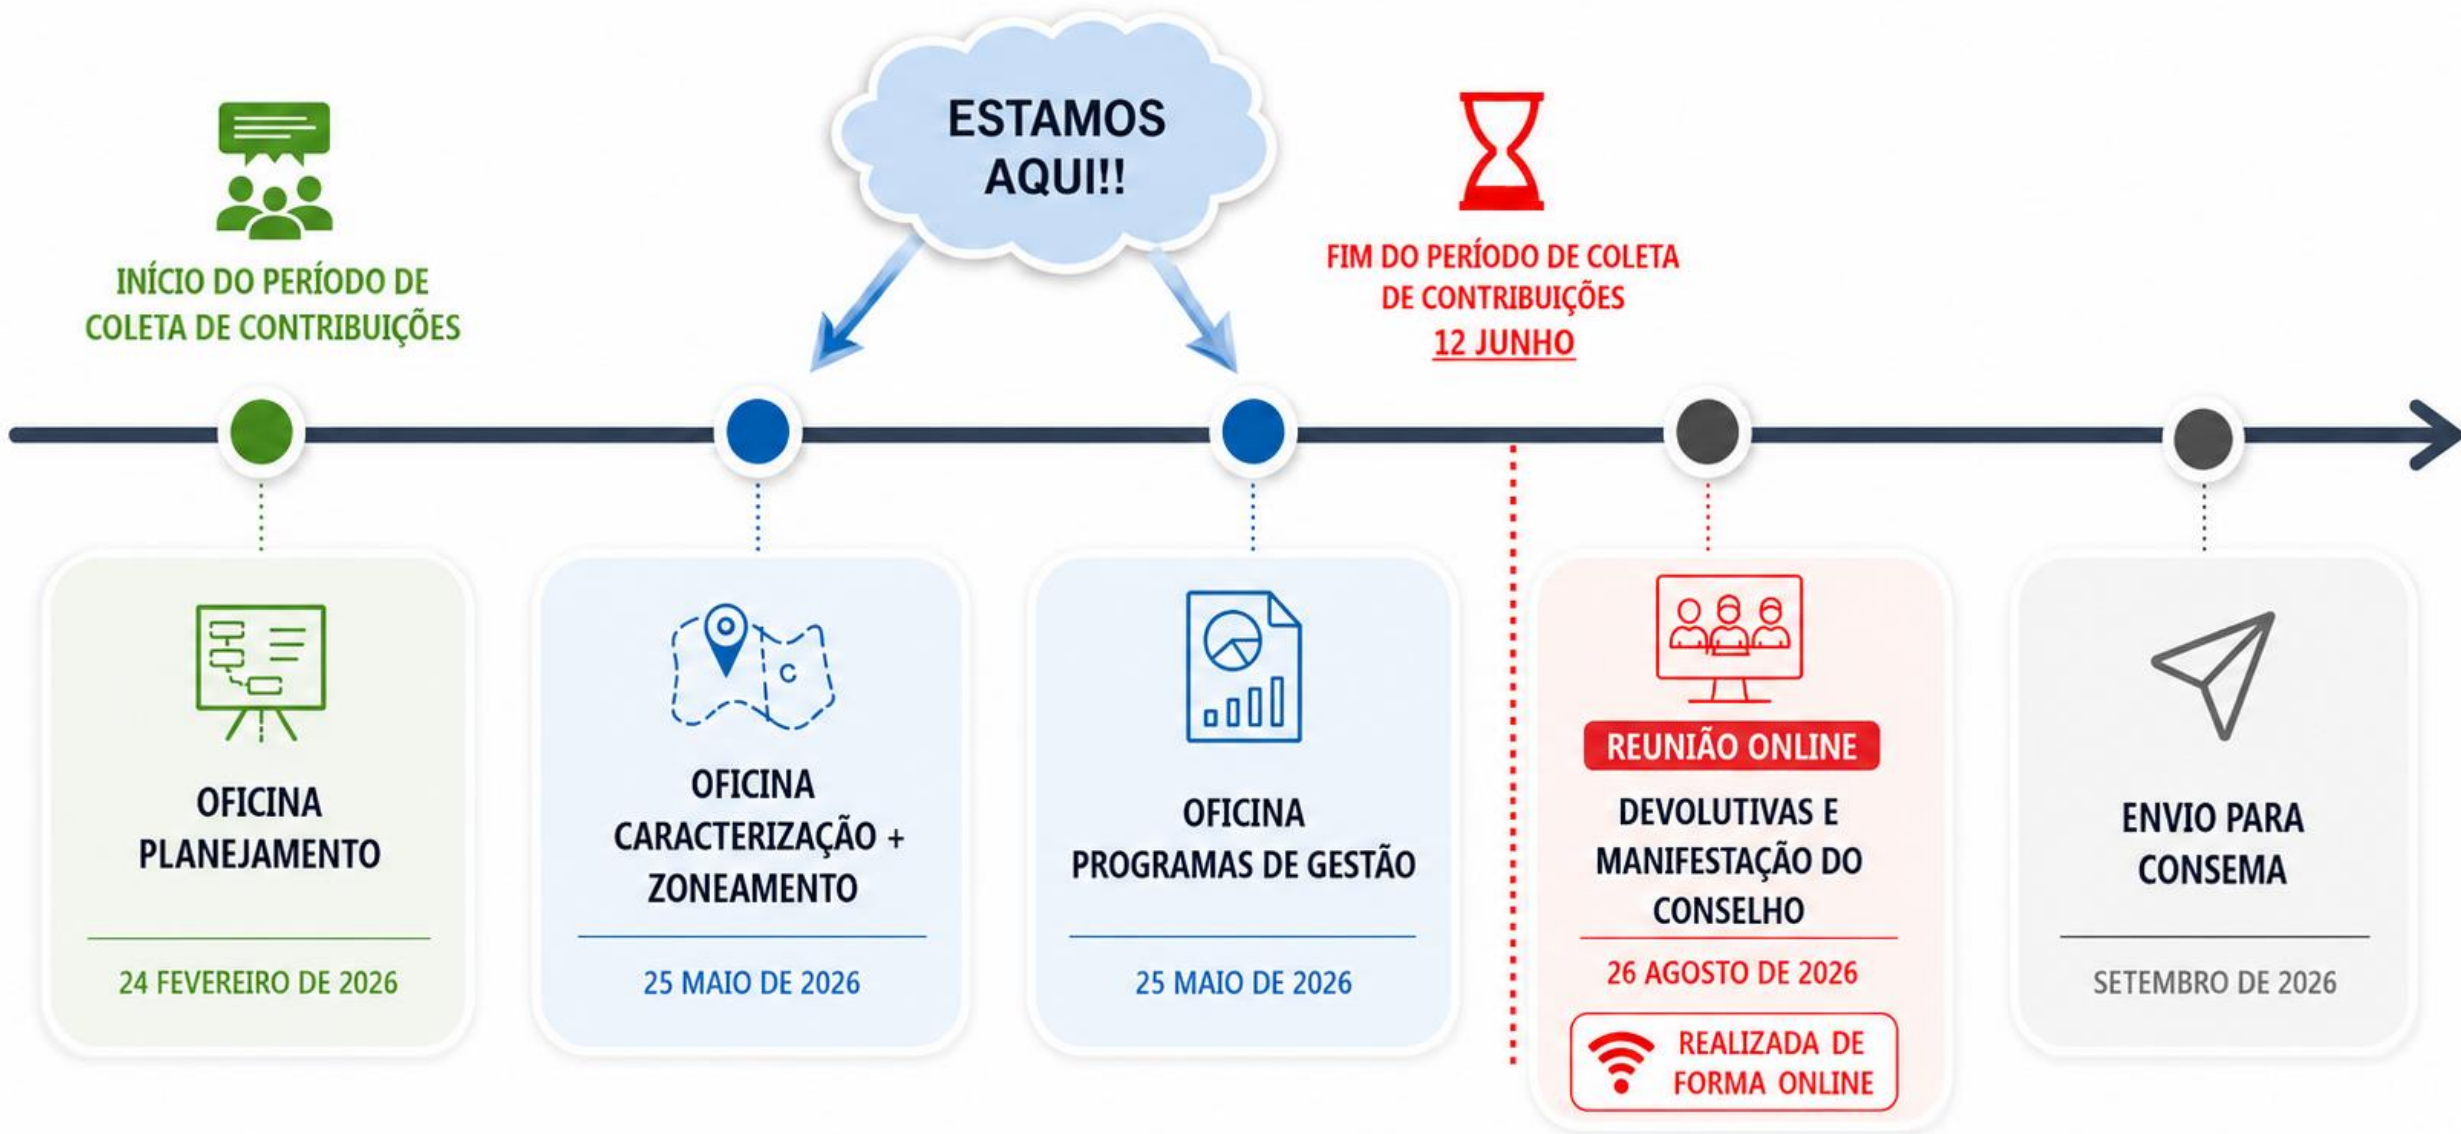 ESTAMOS
AQUI!!
INÍCIO DO PERÍODO DE
COLETA DE CONTRIBUIÇÕES
FIM DO PERÍODO DE COLETA
DE CONTRIBUIÇÕES
12 JUNHO
OFICINA
PLANEJAMENTO
24 FEVEREIRO DE 2026
C
OFICINA
CARACTERIZAÇÃO +
ZONEAMENTO
25 MAIO DE 2026
OFICINA
PROGRAMAS DE GESTÃO
25 MAIO DE 2026
REUNIÃO ONLINE
DEVOLUTIVAS E
MANIFESTAÇÃO DO
CONSELHO
26 AGOSTO DE 2026
REALIZADA DE
FORMA ONLINE
ENVIO PARA
CONSEMA
SETEMBRO DE 2026